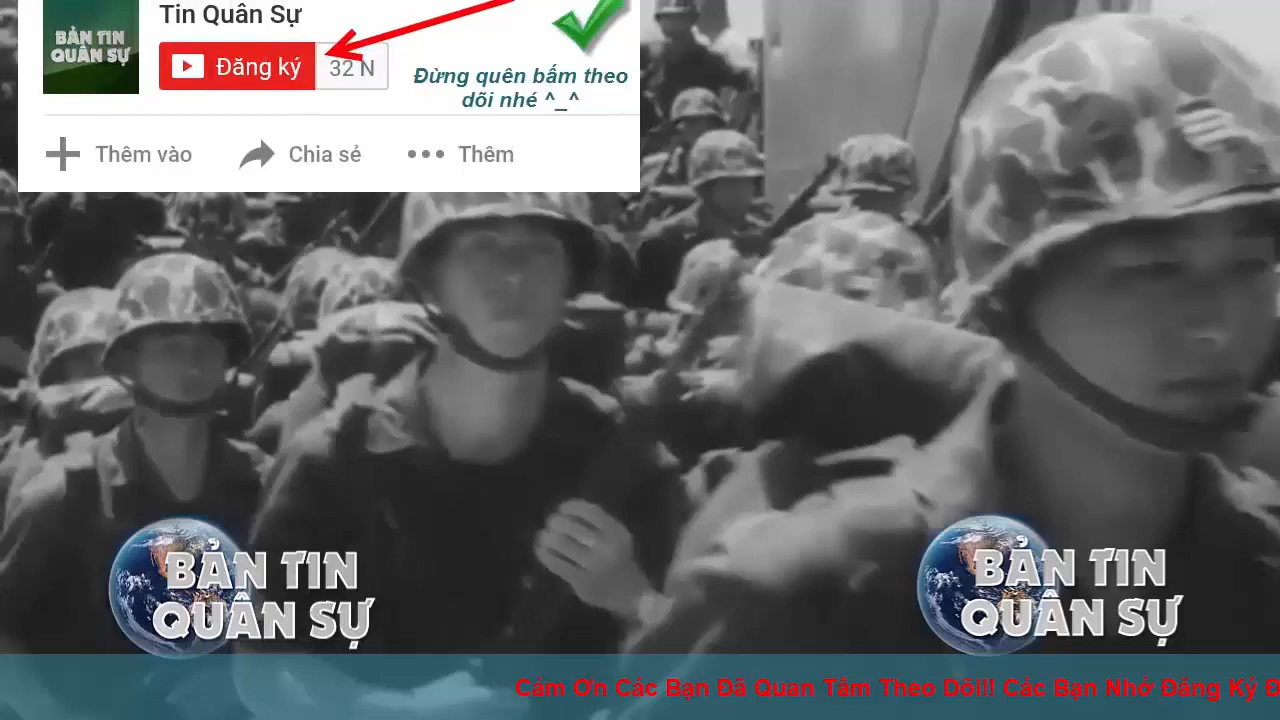 Tin Quân Sự
BẢN TIN
QUÂN SỰ
Đăng ký
32 N
Đừng quên bấm theo
dõi nhé ^_^
Thêm vào
Chia sẻ
Thêm
BẢN TIN
QUÂN SỰ
BẢN TIN
QUÂN SỰ
Cảm Ơn Các Bạn Đã Quan Tâm Theo Dõi!! Các Bạn Nhớ Đăng Ký Đ